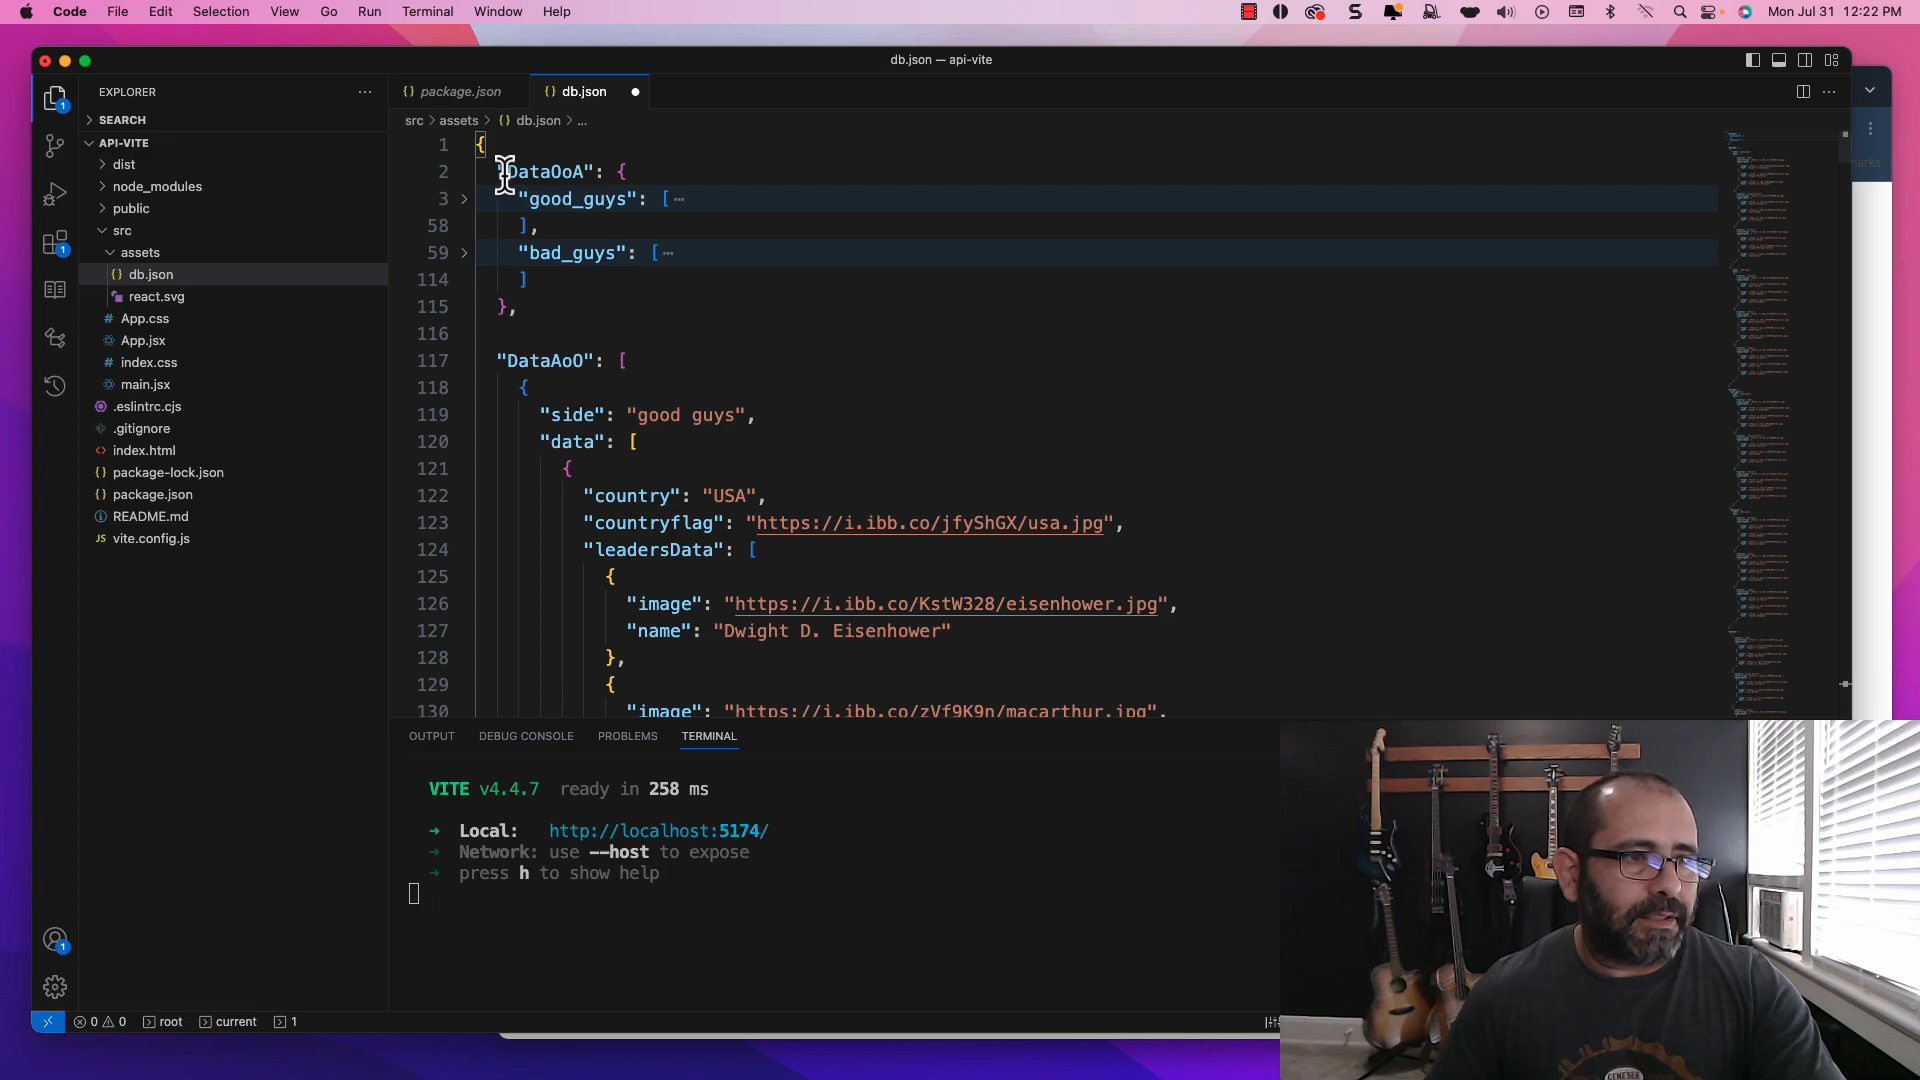 Code File Edit Selection View Go Run Terminal Window Help
Mon Jul 31 12:22 PM
db.json — api-vite
EXPLORER
SEARCH
API-VITE
dist
node_modules
public
src
assets
db.json
react.svg
App.css
App.jsx
index.css
main.jsx
.eslintrc.cjs
.gitignore
index.html
package-lock.json
package.json
README.md
vite.config.js
package.json
db.json
src > assets > {} db.json > ...
1 {
2 "DataOoA": {
3 "good_guys": [ ⋯
58 ],
59 "bad_guys": [ ⋯
114 ]
115 },
116
117 "DataAoO": [
118 {
119 "side": "good guys",
120 "data": [
121 {
122 "country": "USA",
123 "countryflag": "https://i.ibb.co/jfyShGX/usa.jpg",
124 "leadersData": [
125 {
126 "image": "https://i.ibb.co/KstW328/eisenhower.jpg",
127 "name": "Dwight D. Eisenhower"
128 },
129 {
130 "image": "https://i.ibb.co/zVf9K9n/macarthur.jpg",
OUTPUT DEBUG CONSOLE PROBLEMS TERMINAL
VITE v4.4.7 ready in 258 ms
➜ Local: http://localhost:5174/
➜ Network: use --host to expose
➜ press h to show help
0 0 root current 1